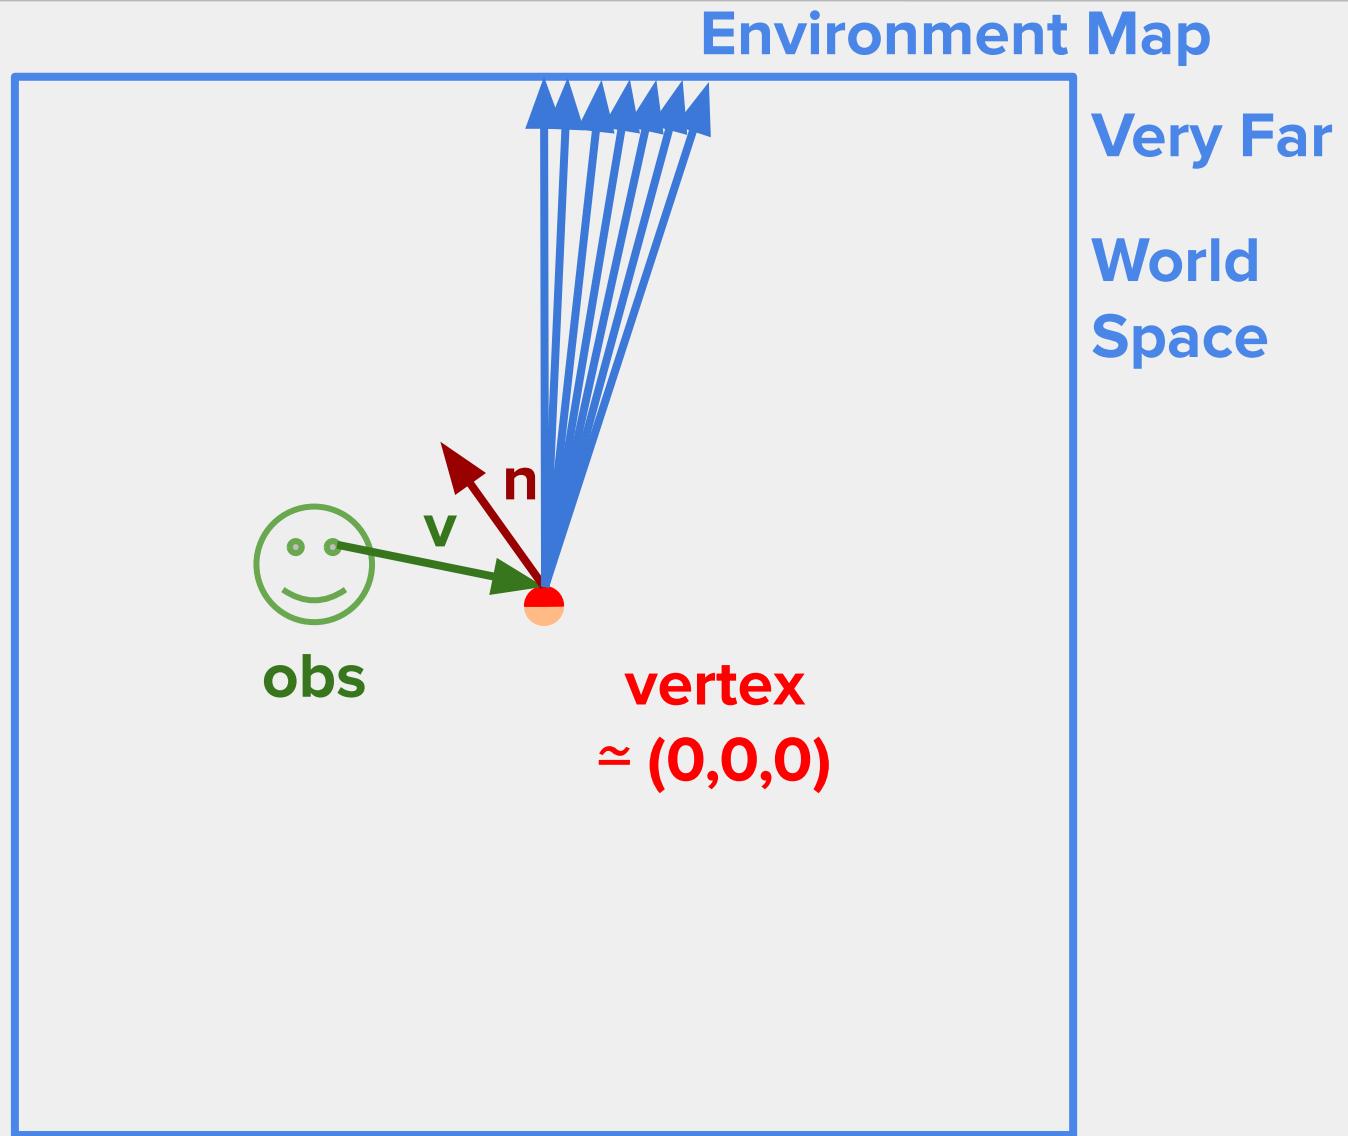 Environment Map
Very Far
World
Space
n
v
obs
vertex
≃ (0,0,0)